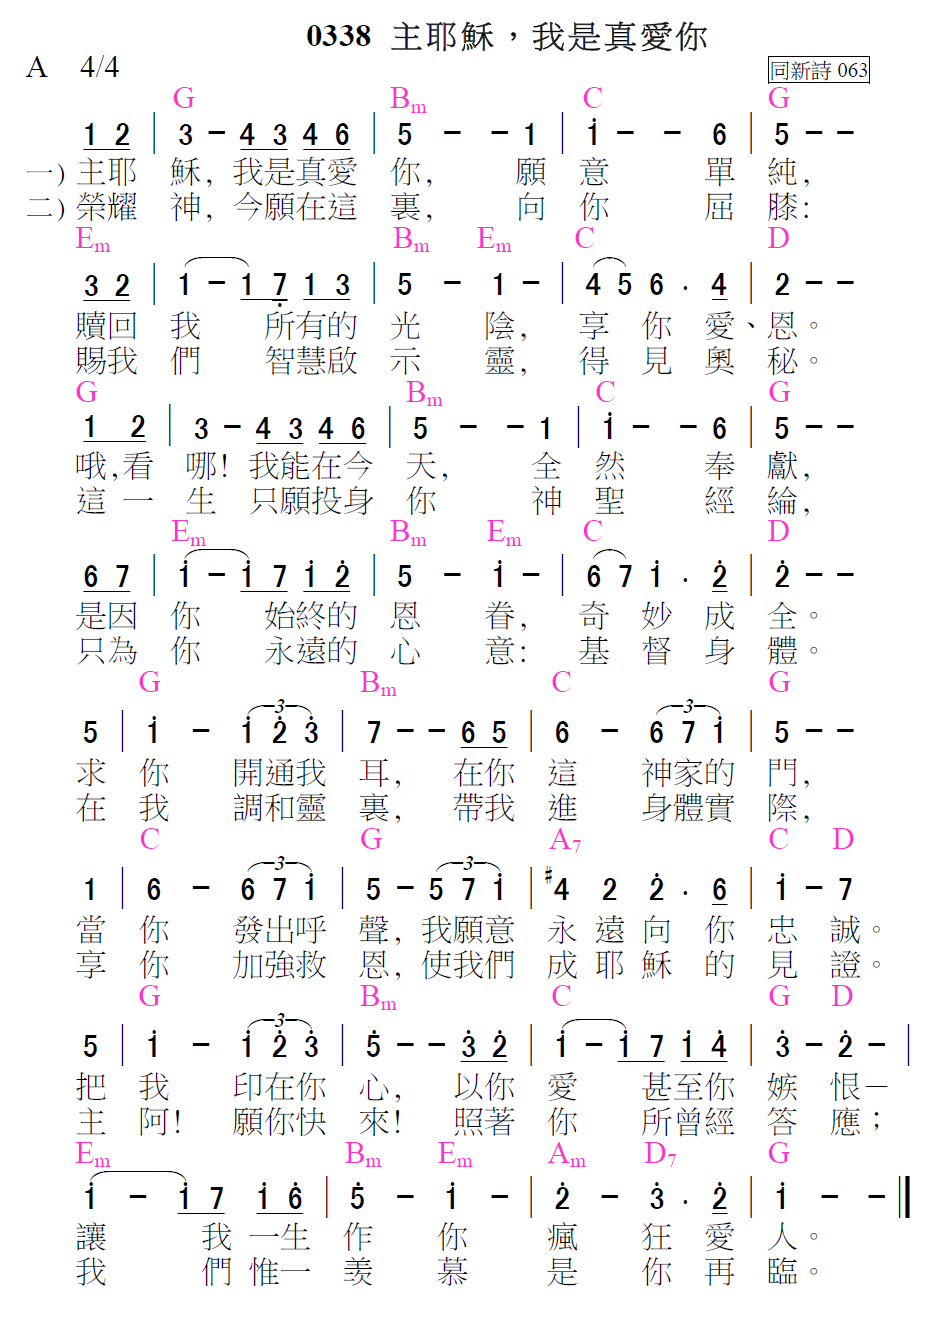 0338 主耶穌，我是真愛你
A 4/4 同新詩 063
G Bm C G
1 2 | 3 - 4 3 4 6 | 5 - - 1 | i - - 6 | 5 - -
一) 主耶 穌, 我是真愛 你, 願 意 單 純,
二) 榮耀 神, 今願在這 裏, 向 你 屈 膝:
Em Bm Em C D
3 2 | 1 - 1 7 1 3 | 5 - 1 - | 4 5 6 . 4 | 2 - -
贖回 我 所有的 光 陰, 享 你 愛、恩。
賜我 們 智慧啟 示 靈, 得 見 奧 秘。
G Bm C G
1 2 | 3 - 4 3 4 6 | 5 - - 1 | i - - 6 | 5 - -
哦,看 哪! 我能在今 天, 全 然 奉 獻,
這 一 生 只願投身 你 神 聖 經 綸,
Em Bm Em C D
6 7 | i - i 7 i 2̇ | 5 - i - | 6 7 i . 2̇ | 2̇ - -
是因 你 始終的 恩 眷, 奇 妙 成 全。
只為 你 永遠的 心 意: 基 督 身 體。
G Bm C G
5 | i - i 2̇ 3̇ | 7 - - 6 5 | 6 - 6 7 i | 5 - -
求 你 開通我 耳, 在你 這 神家的 門,
在 我 調和靈 裏, 帶我 進 身體實 際,
C G A7 C D
1 | 6 - 6 7 i | 5 - 5 7 i | #4 2 2̇ . 6 | i - 7
當 你 發出呼 聲, 我願意 永 遠 向 你 忠 誠。
享 你 加強救 恩, 使我們 成 耶 穌 的 見 證。
G Bm C G D
5 | i - i 2̇ 3̇ | 5̇ - - 3̇ 2̇ | i - i 7 i 4̇ | 3̇ - 2̇ - |
把 我 印在你 心, 以你 愛 甚至你 嫉 恨—
主 阿! 願你快 來! 照著 你 所曾經 答 應;
Em Bm Em Am D7 G
i - i 7 i 6̇ | 5̇ - i - | 2̇ - 3̇ . 2̇ | i - - ||
讓 我 一生 作 你 瘋 狂 愛 人。
我 們 惟一 羨 慕 是 你 再 臨。